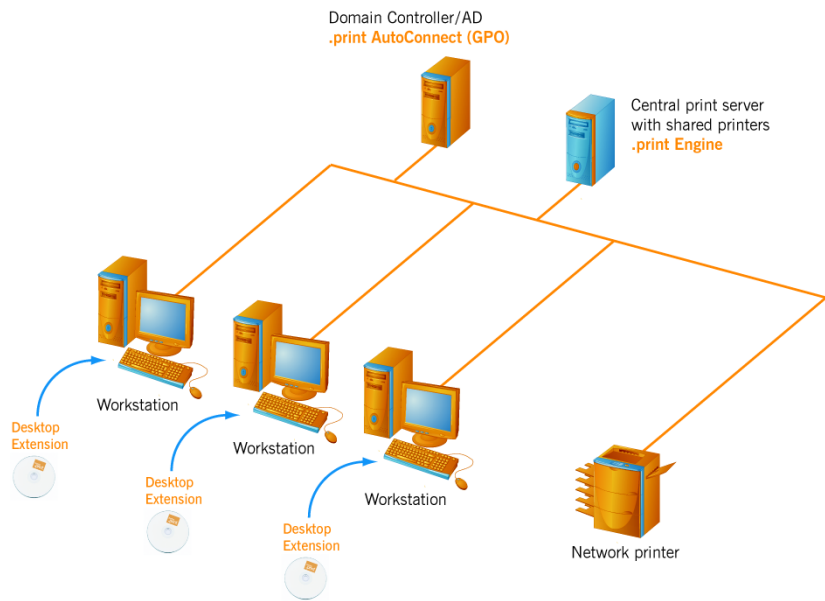 Domain Controller/AD
.print AutoConnect (GPO)
Central print server
with shared printers
.print Engine
Workstation
Desktop
Extension
Workstation
Desktop
Extension
Workstation
Desktop
Extension
Network printer